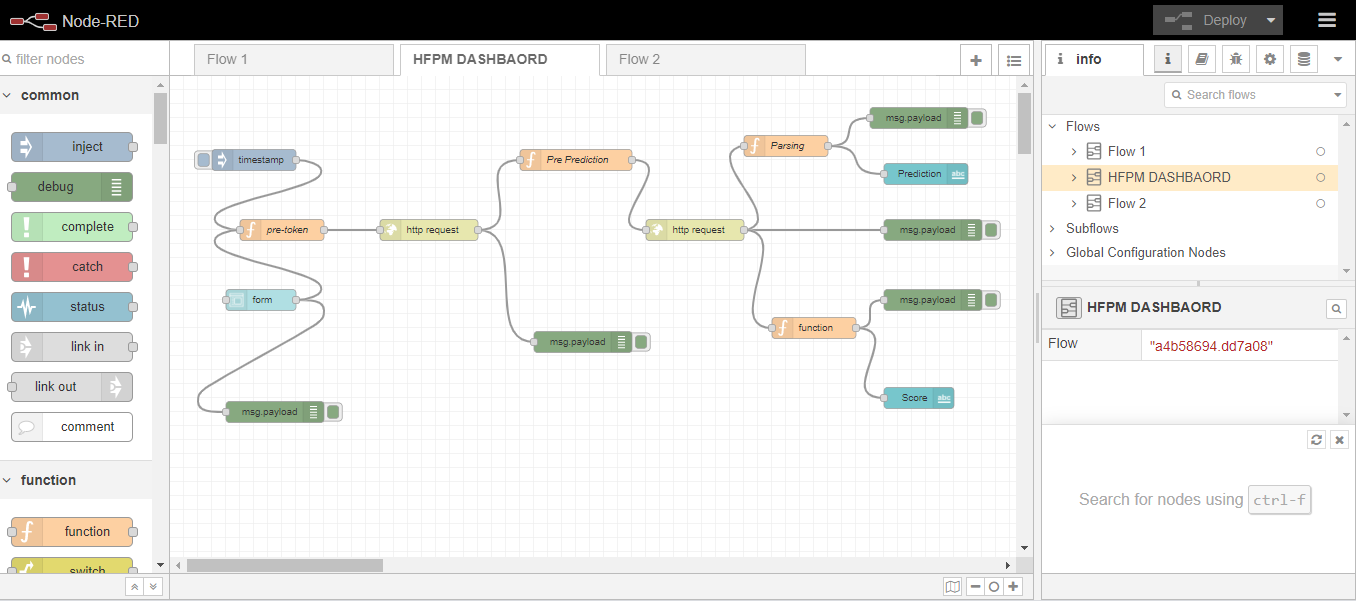 Node-RED
Deploy
filter nodes
Flow 1
HFPM DASHBAORD
Flow 2
info
common
inject
debug
complete
catch
status
link in
link out
comment
function
function
switch
timestamp
pre-token
form
msg.payload
http request
Pre Prediction
msg.payload
http request
Parsing
msg.payload
Prediction
abc
msg.payload
msg.payload
function
Score
abc
Search flows
Flows
Flow 1
HFPM DASHBAORD
Flow 2
Subflows
Global Configuration Nodes
HFPM DASHBAORD
Flow "a4b58694.dd7a08"
Search for nodes using ctrl-f